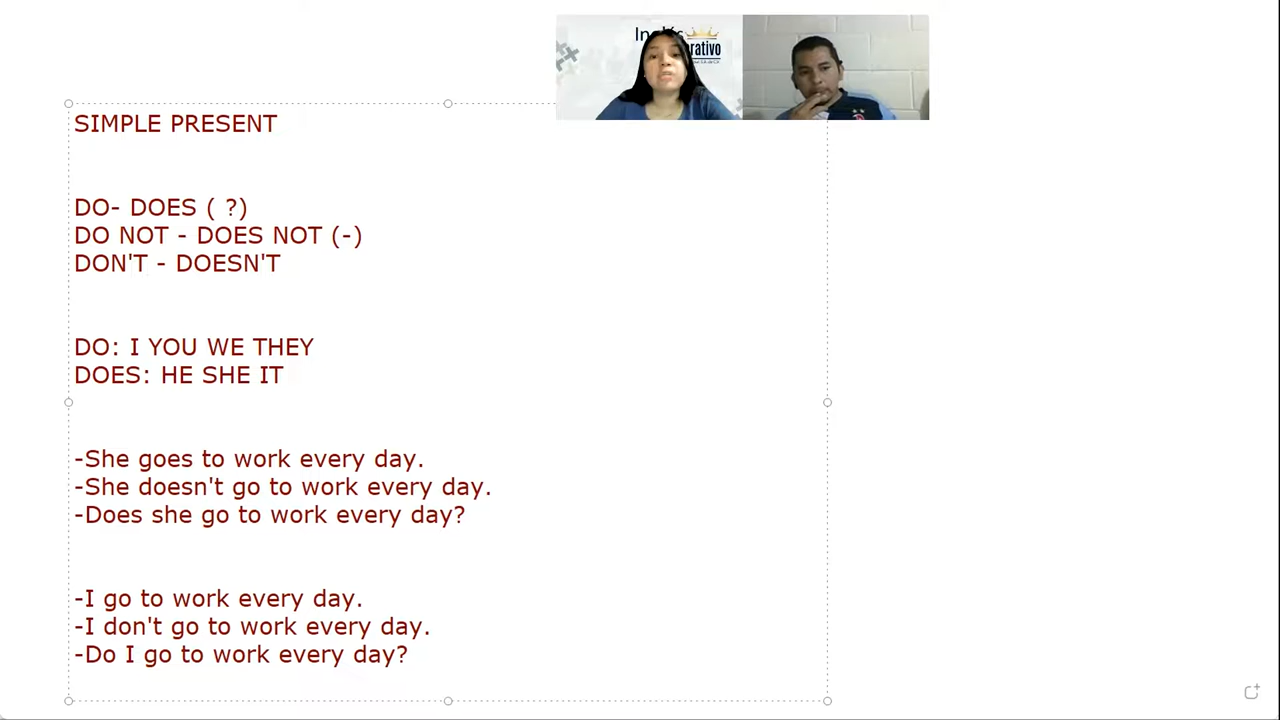 SIMPLE PRESENT
DO- DOES ( ?)
DO NOT - DOES NOT (-)
DON'T - DOESN'T
DO: I YOU WE THEY
DOES: HE SHE IT
-She goes to work every day.
-She doesn't go to work every day.
-Does she go to work every day?
-I go to work every day.
-I don't go to work every day.
-Do I go to work every day?